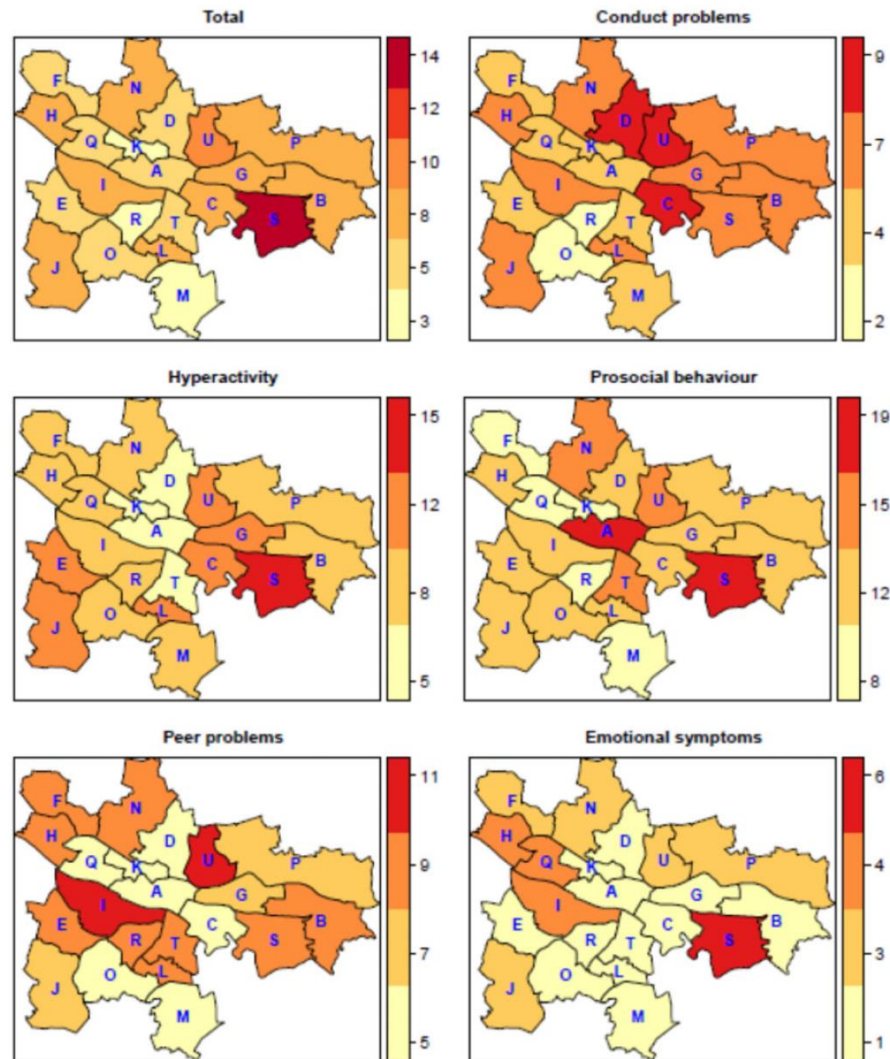 Total
F
N
H
D
U
P
Q
K
A
G
I
E
C
B
R
T
S
O
L
J
M
14
12
10
8
5
3
Conduct problems
F
N
H
D
U
P
Q
K
A
G
I
E
C
B
R
T
S
O
L
J
M
9
7
4
2
Hyperactivity
F
N
H
D
U
P
Q
K
A
G
I
E
C
B
R
T
S
O
L
J
M
15
12
8
5
Prosocial behaviour
F
N
H
D
U
P
Q
K
A
G
I
E
C
B
R
T
S
O
L
J
M
19
15
12
8
Peer problems
F
N
H
D
U
P
Q
K
A
G
I
E
C
B
R
T
S
O
L
J
M
11
9
7
5
Emotional symptoms
F
N
H
D
U
P
Q
K
A
G
I
E
C
B
R
T
S
O
L
J
M
6
4
3
1